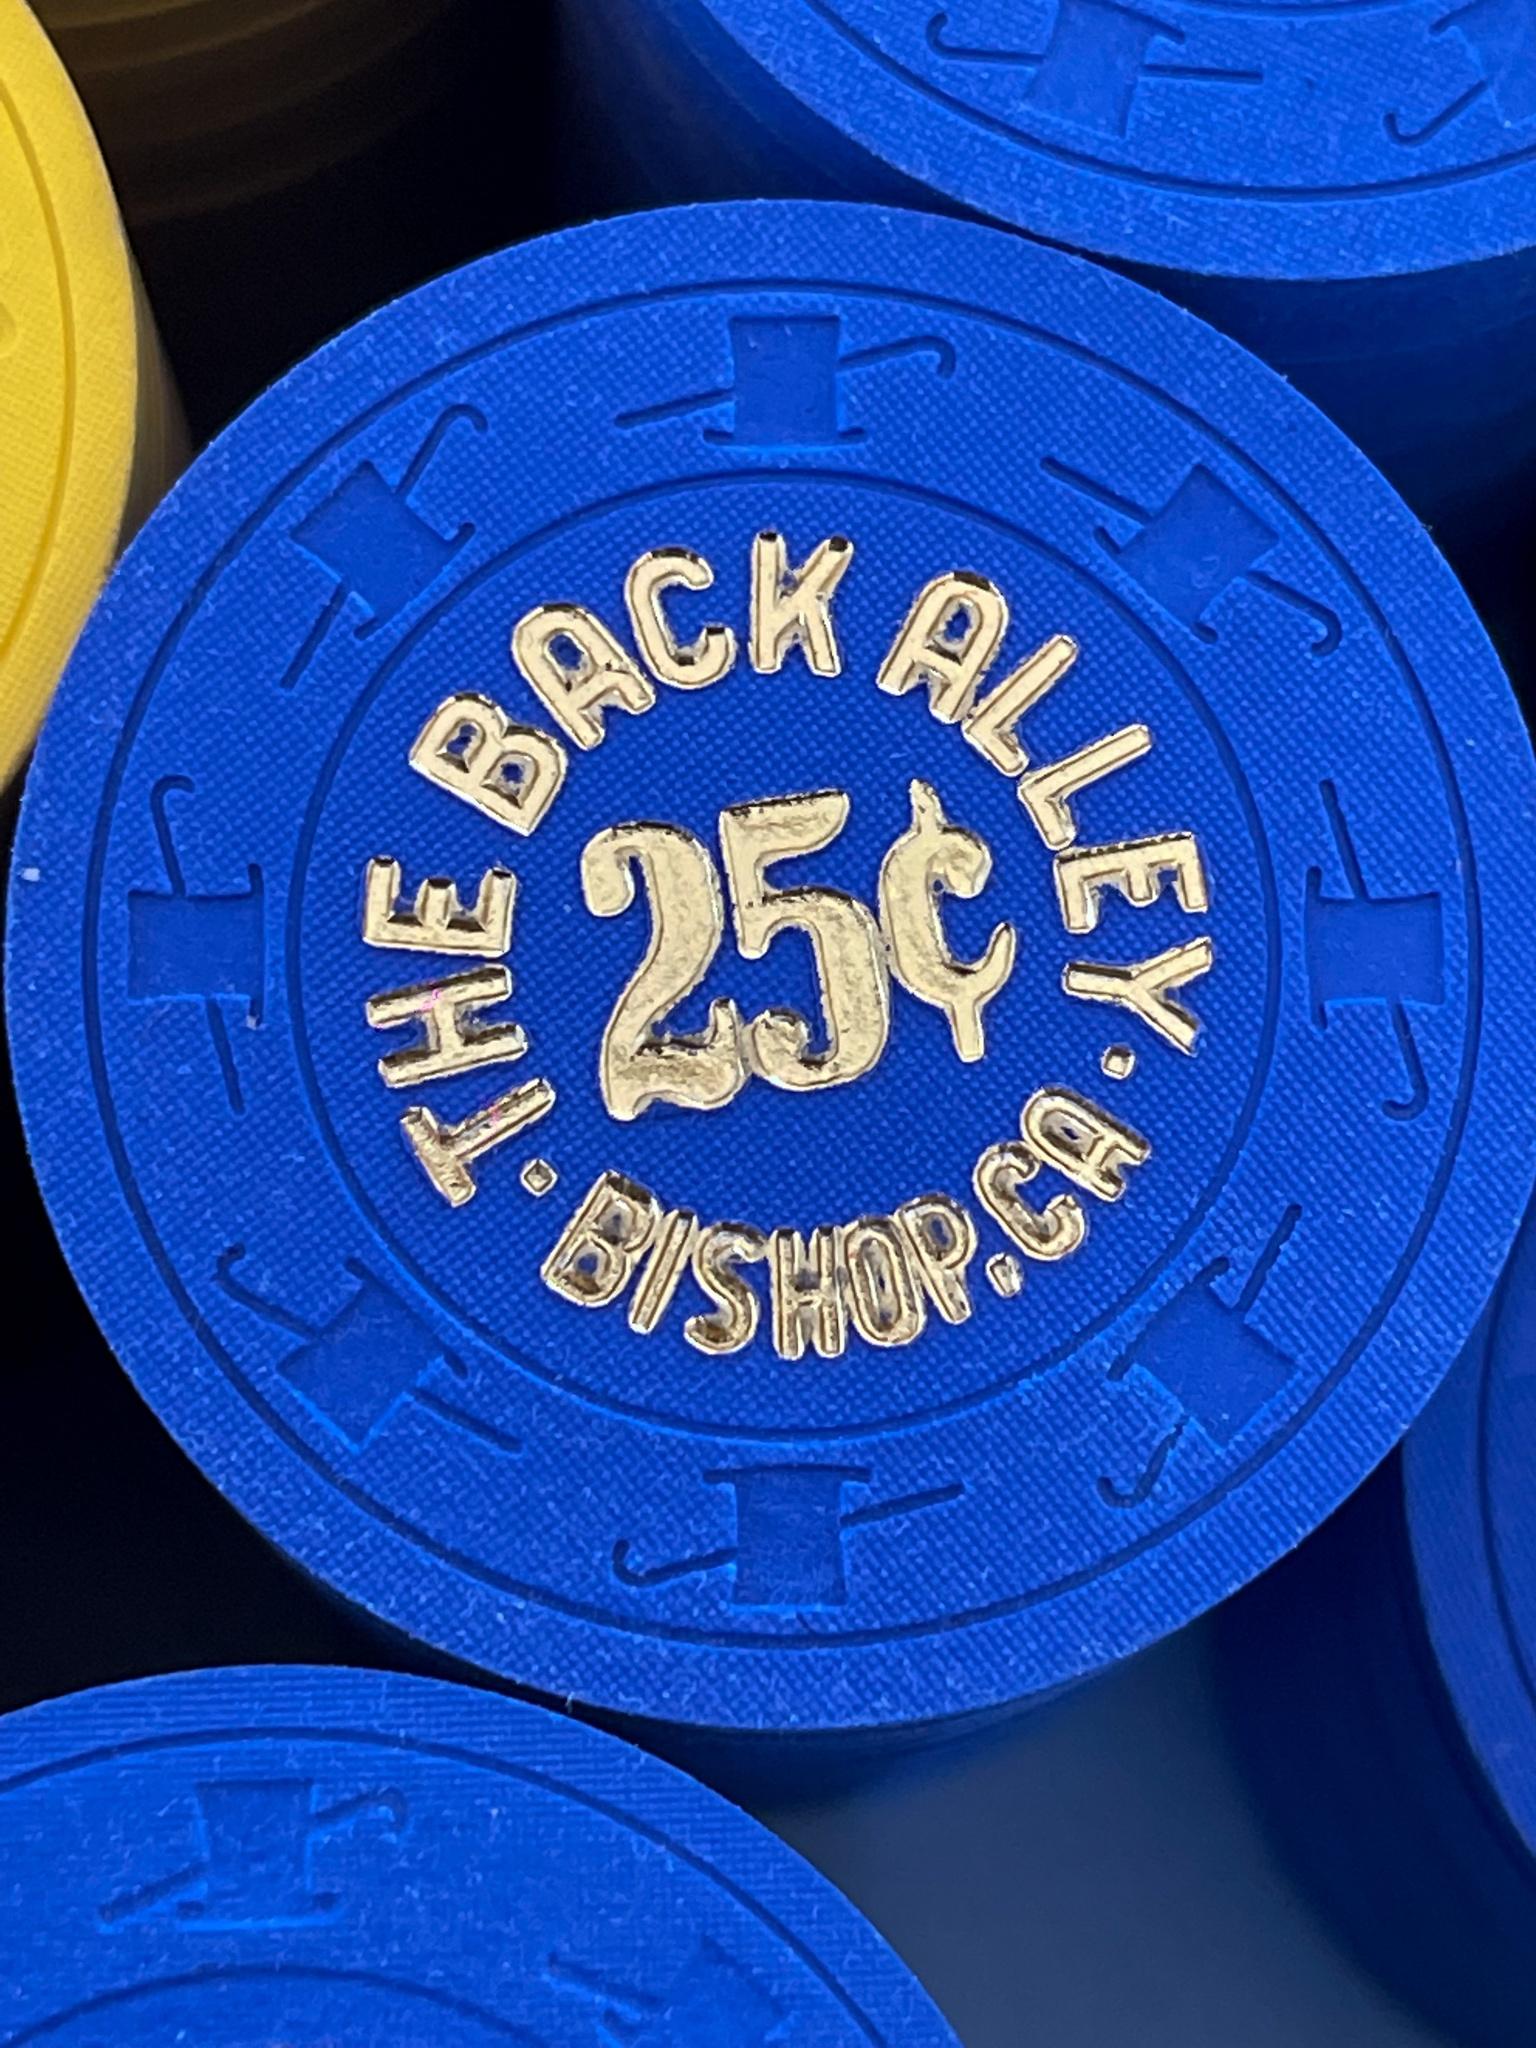 THE BACK ALLEY
25¢
· BISHOP, CA ·